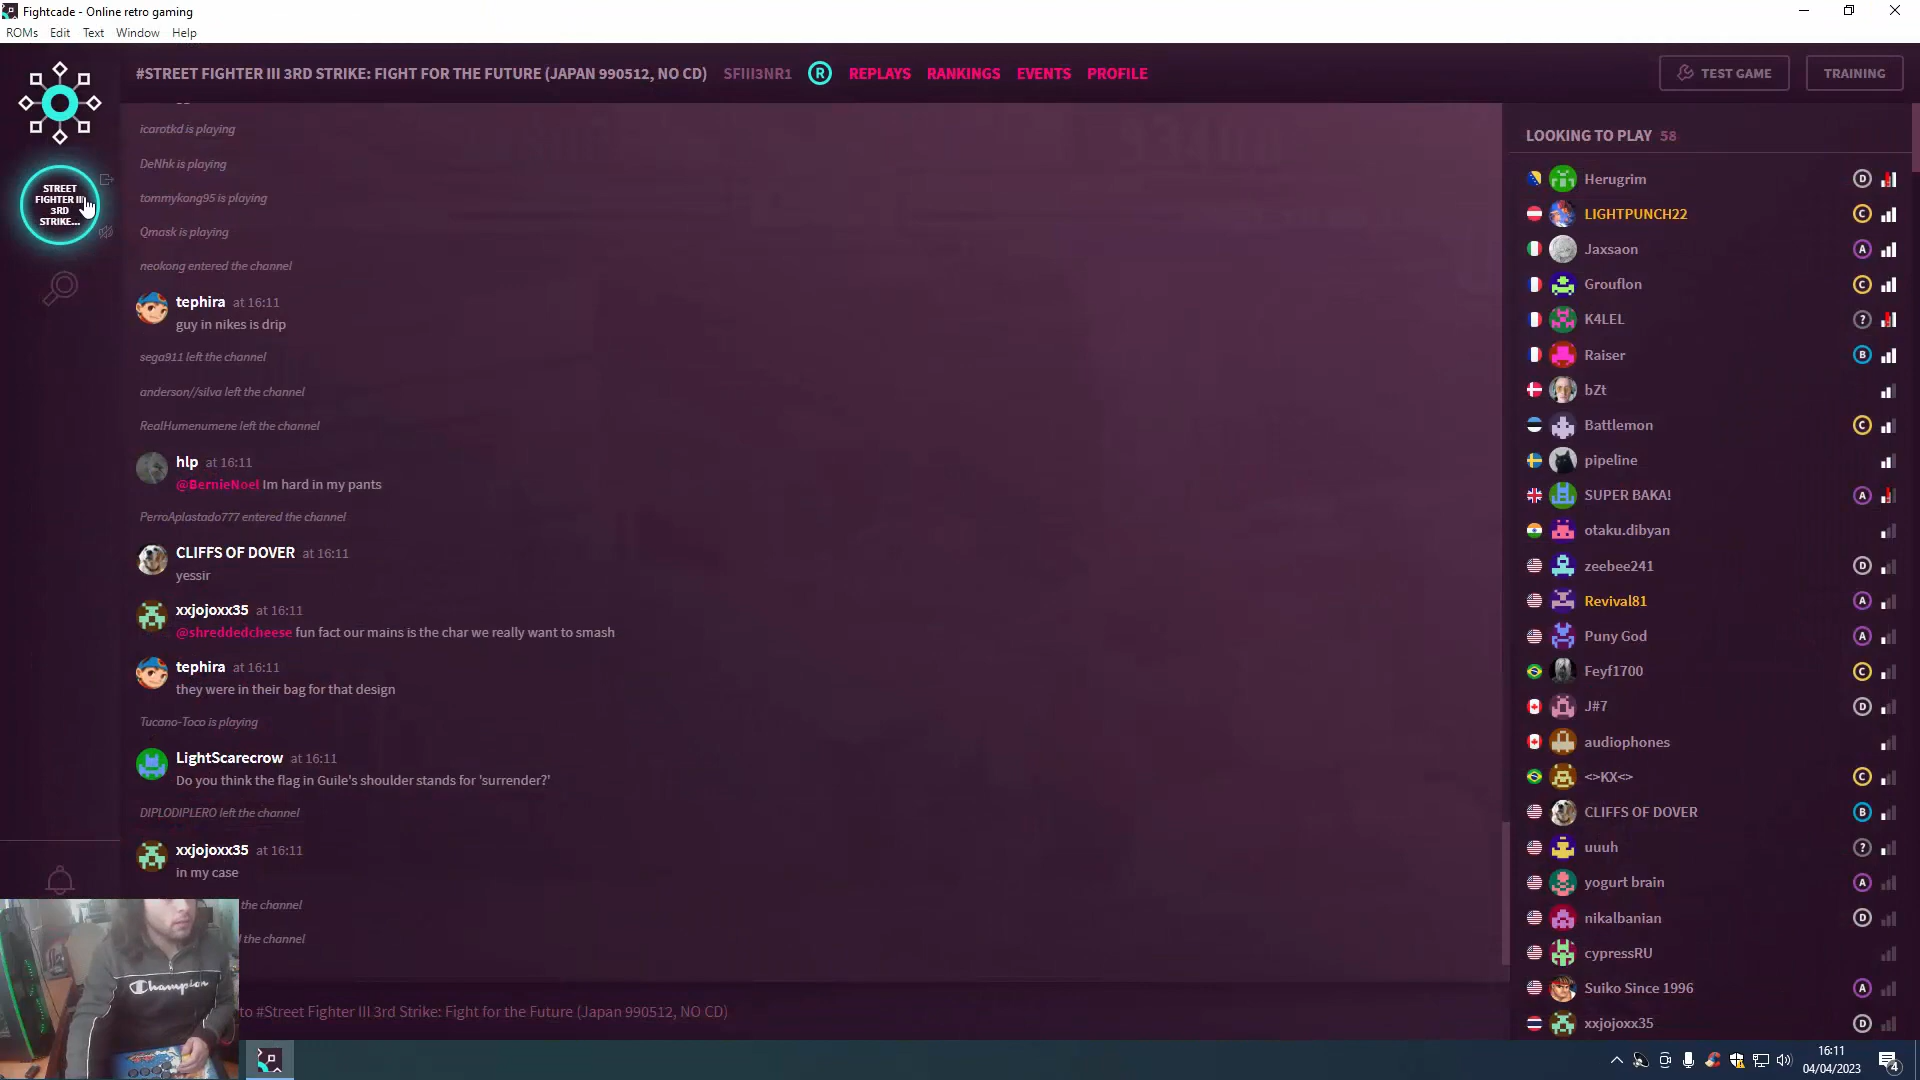 Fightcade - Online retro gaming
ROMs Edit Text Window Help
#STREET FIGHTER III 3RD STRIKE: FIGHT FOR THE FUTURE (JAPAN 990512, NO CD) SFIII3NR1 R REPLAYS RANKINGS EVENTS PROFILE
TEST GAME
TRAINING
STREET
FIGHTER III
3RD
STRIKE...
icarotkd is playing
DeNhk is playing
tommykong95 is playing
Qmask is playing
neokong entered the channel
tephira at 16:11
guy in nikes is drip
sega911 left the channel
anderson//silva left the channel
RealHumenumene left the channel
hlp at 16:11
@BernieNoel Im hard in my pants
PerroAplastado777 entered the channel
CLIFFS OF DOVER at 16:11
yessir
xxjojoxx35 at 16:11
@shreddedcheese fun fact our mains is the char we really want to smash
tephira at 16:11
they were in their bag for that design
Tucano-Toco is playing
LightScarecrow at 16:11
Do you think the flag in Guile's shoulder stands for 'surrender?'
DIPLODIPLERO left the channel
xxjojoxx35 at 16:11
in my case
the channel
the channel
to #Street Fighter III 3rd Strike: Fight for the Future (Japan 990512, NO CD)
LOOKING TO PLAY 58
Herugrim D
LIGHTPUNCH22 C
Jaxsaon A
Grouflon C
K4LEL ?
Raiser B
bZt
Battlemon C
pipeline
SUPER BAKA! A
otaku.dibyan
zeebee241 D
Revival81 A
Puny God A
Feyf1700 C
J#7 D
audiophones
<>KX<> C
CLIFFS OF DOVER B
uuuh ?
yogurt brain A
nikalbanian D
cypressRU
Suiko Since 1996 A
xxjojoxx35 D
Champion
16:11
04/04/2023
4